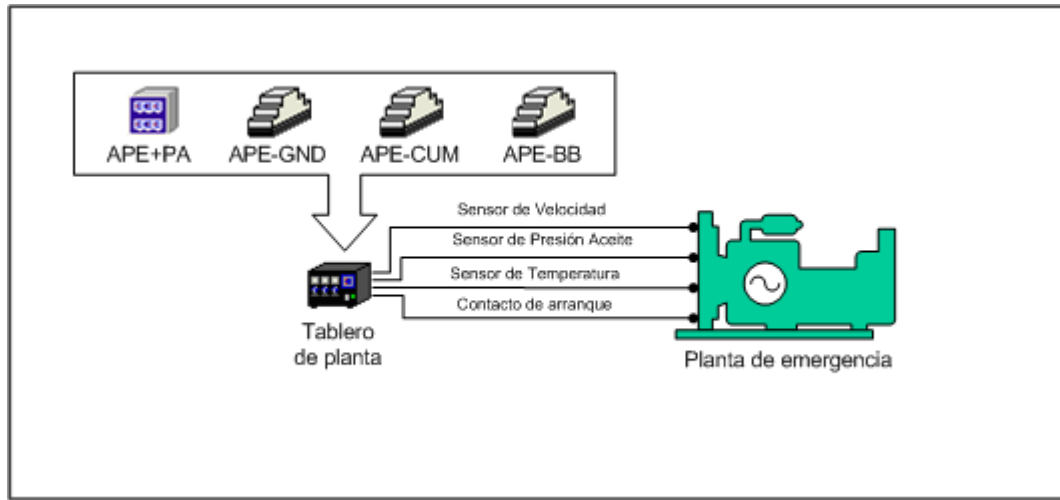 APE+PA
APE-GND
APE-CUM
APE-BB
Sensor de Velocidad
Sensor de Presión Aceite
Sensor de Temperatura
Contacto de arranque
Tablero
de planta
Planta de emergencia